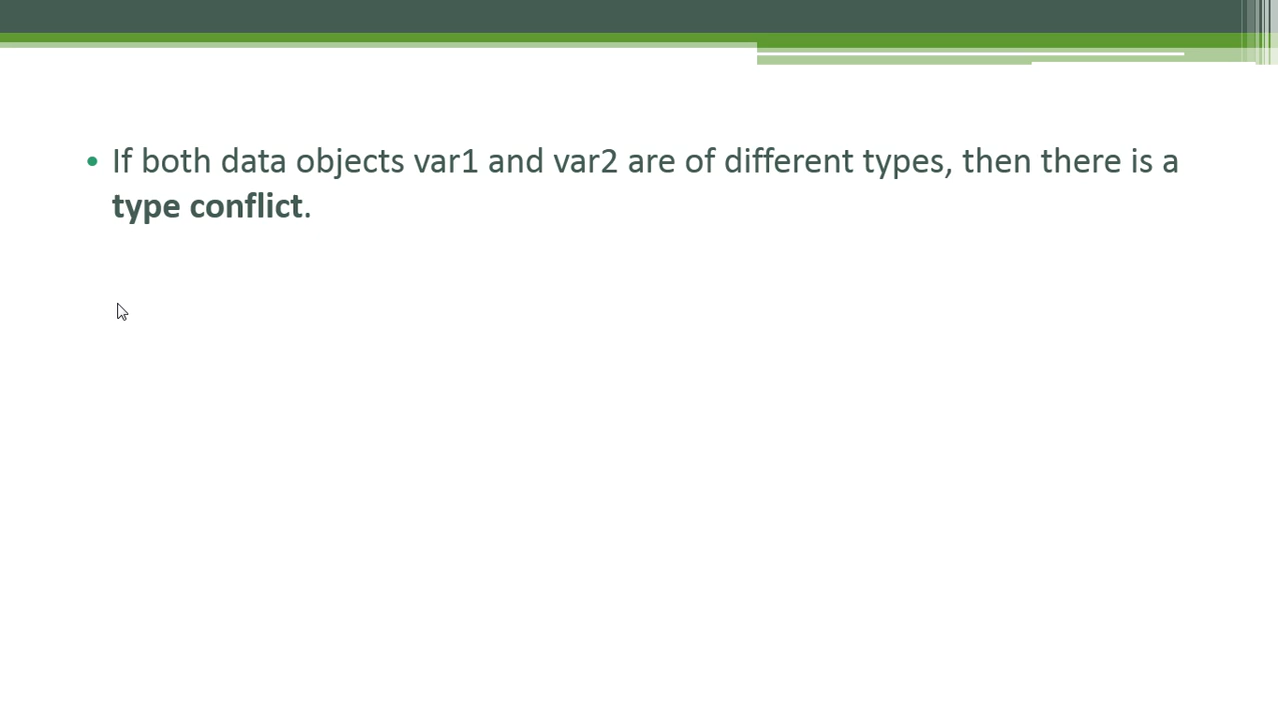 • If both data objects var1 and var2 are of different types, then there is a
type conflict.